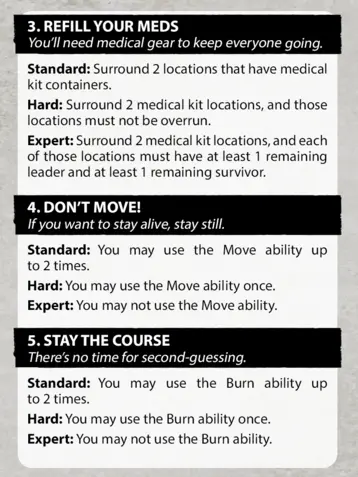 3. REFILL YOUR MEDS
You'll need medical gear to keep everyone going.
Standard: Surround 2 locations that have medical
kit containers.
Hard: Surround 2 medical kit locations, and those
locations must not be overrun.
Expert: Surround 2 medical kit locations, and each
of those locations must have at least 1 remaining
leader and at least 1 remaining survivor.
4. DON'T MOVE!
If you want to stay alive, stay still.
Standard: You may use the Move ability up
to 2 times.
Hard: You may use the Move ability once.
Expert: You may not use the Move ability.
5. STAY THE COURSE
There's no time for second-guessing.
Standard: You may use the Burn ability up
to 2 times.
Hard: You may use the Burn ability once.
Expert: You may not use the Burn ability.